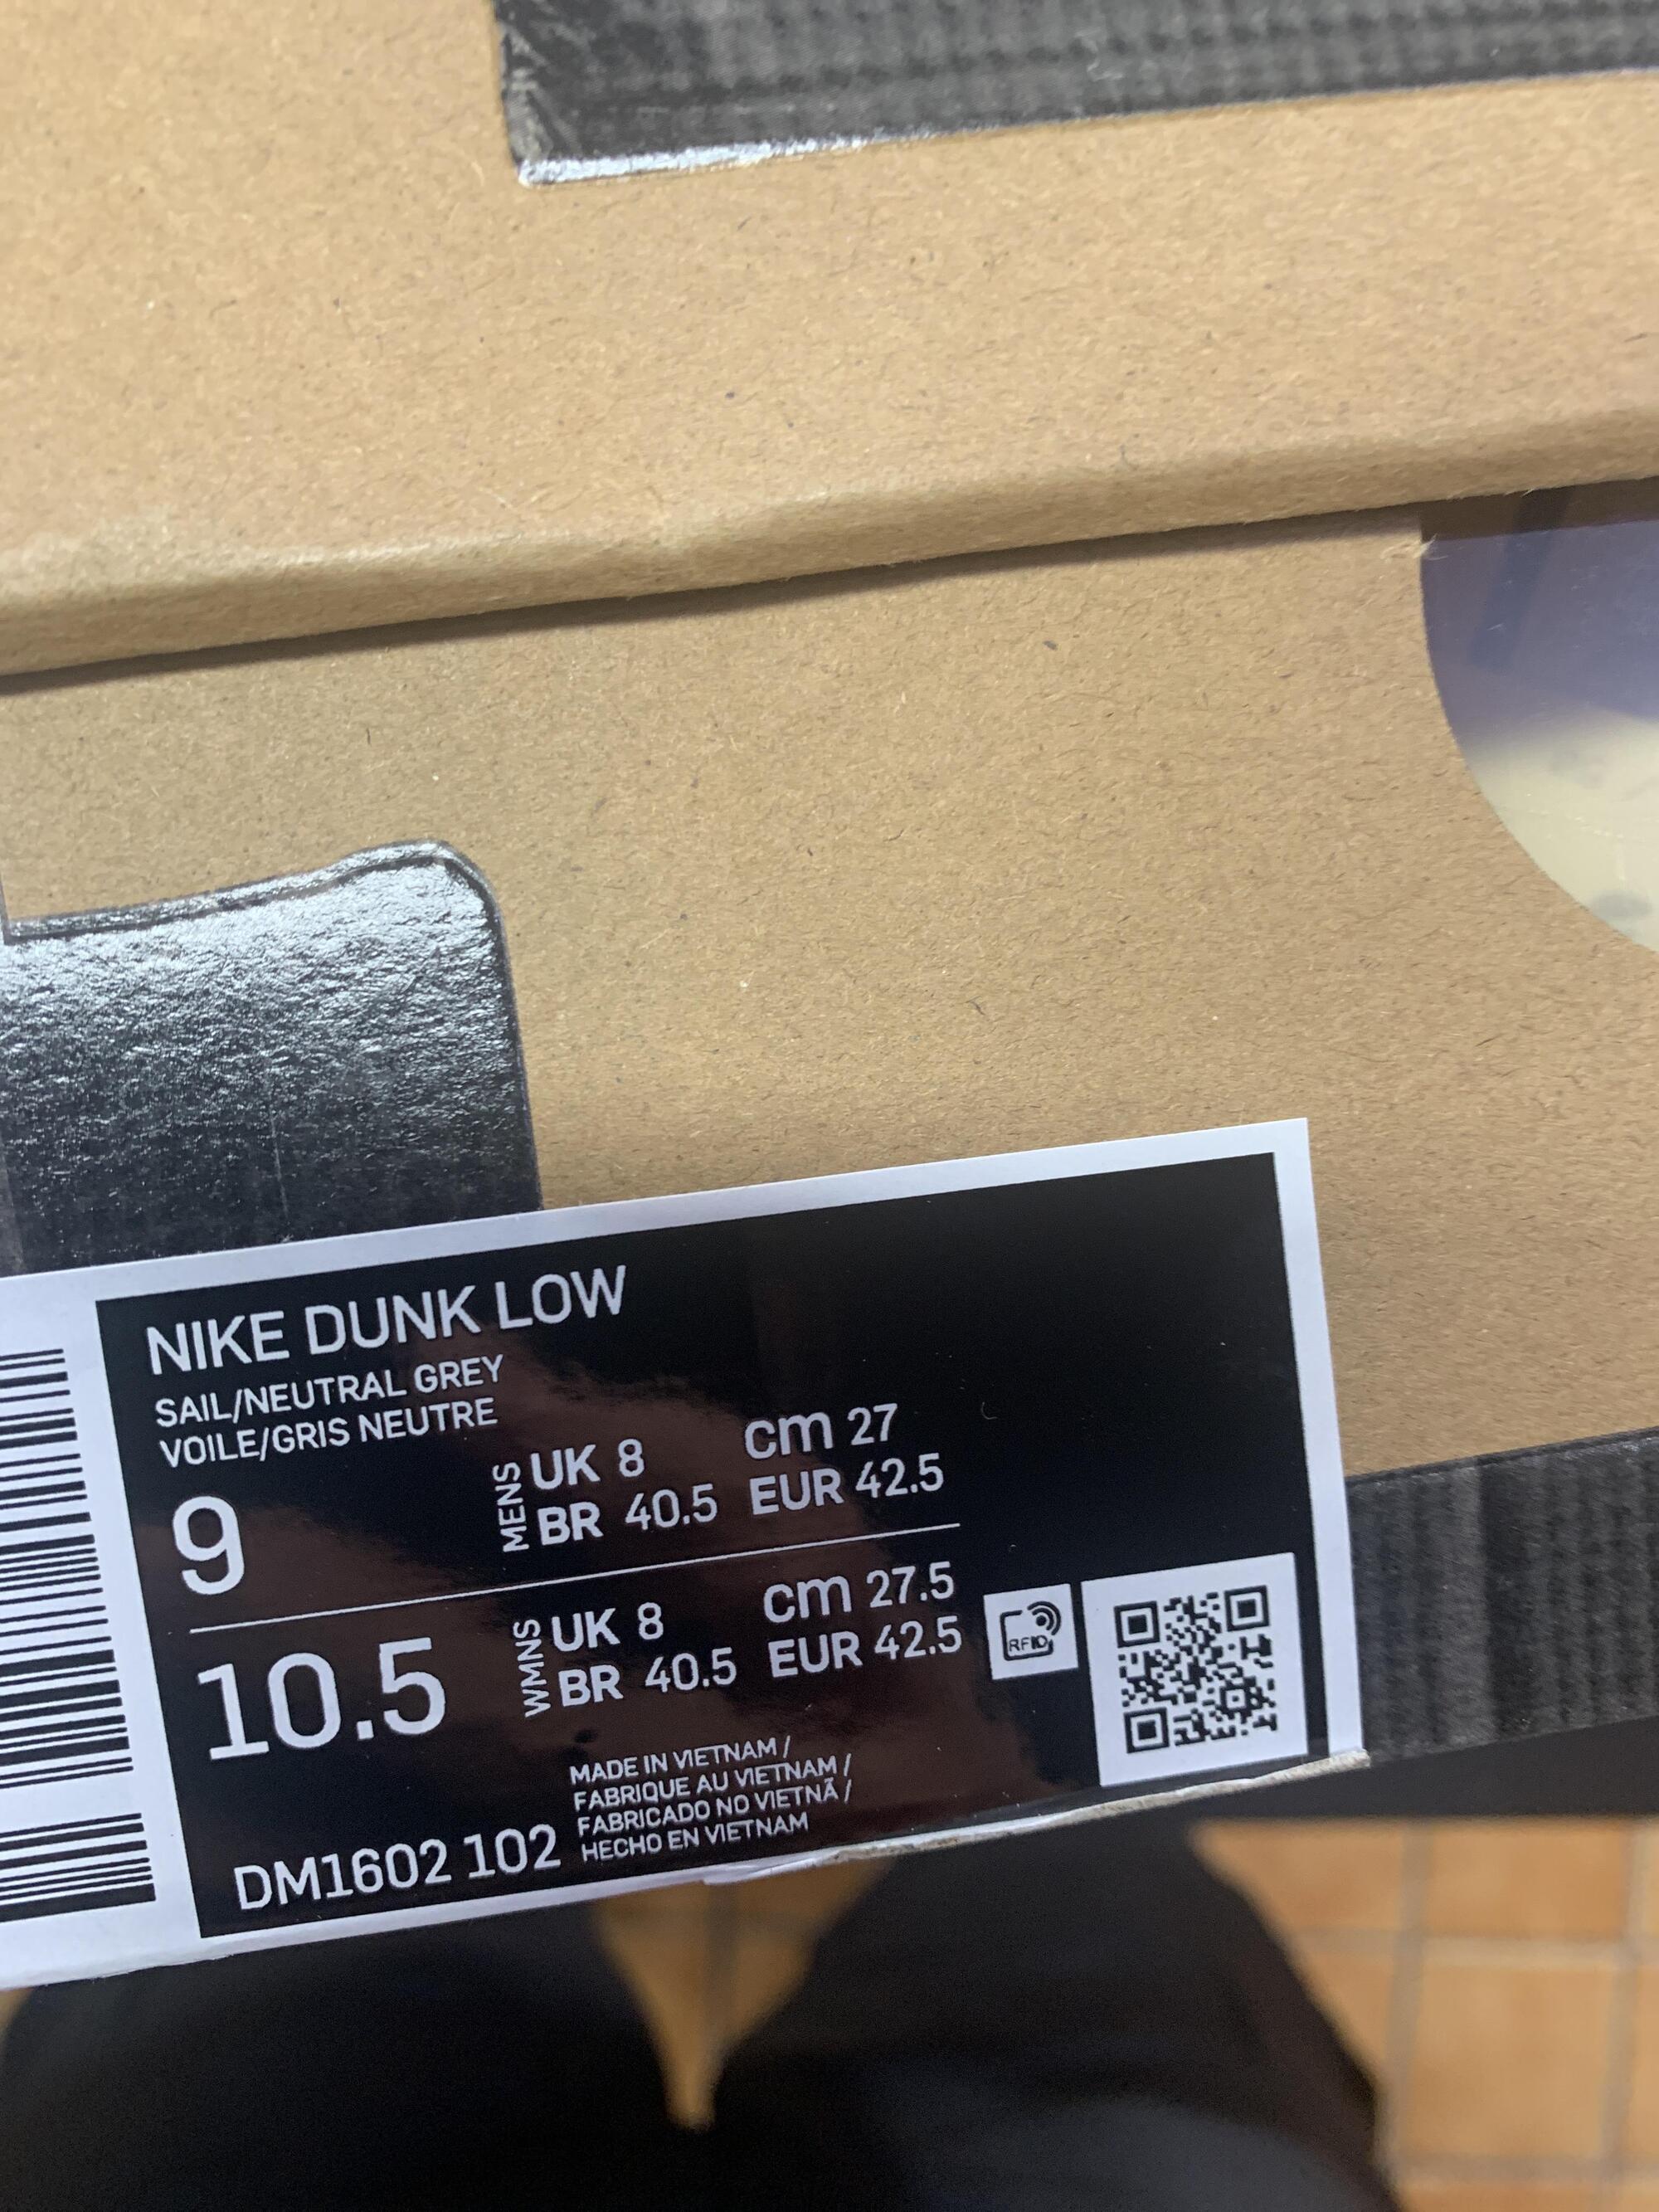 NIKE DUNK LOW
SAIL/NEUTRAL GREY
VOILE/GRIS NEUTRE
9
MENS
UK 8 cm 27
BR 40.5 EUR 42.5
10.5
WMNS
UK 8 cm 27.5
BR 40.5 EUR 42.5
RFID
MADE IN VIETNAM /
FABRIQUE AU VIETNAM /
FABRICADO NO VIETNÃ /
HECHO EN VIETNAM
DM1602 102